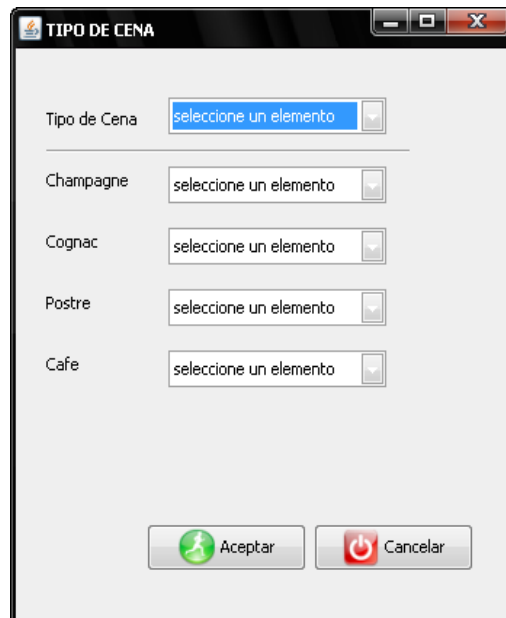 TIPO DE CENA
Tipo de Cena seleccione un elemento
Champagne seleccione un elemento
Cognac seleccione un elemento
Postre seleccione un elemento
Cafe seleccione un elemento
Aceptar Cancelar